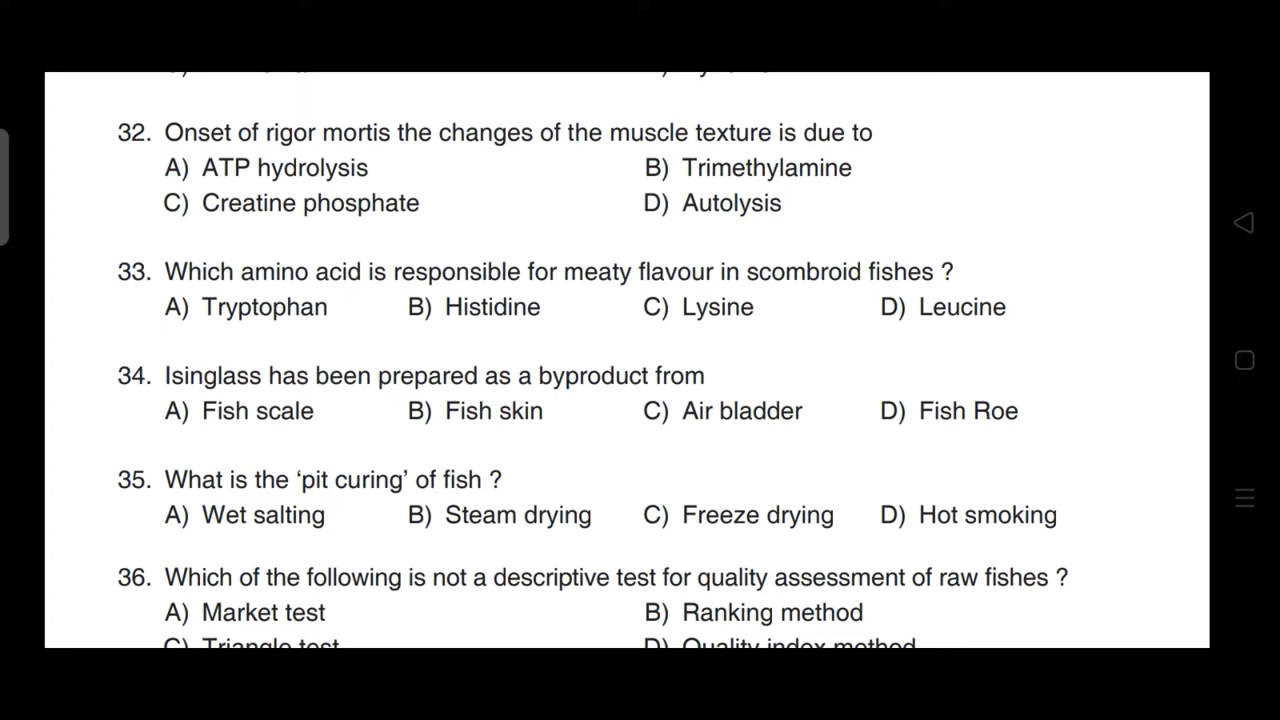 32. Onset of rigor mortis the changes of the muscle texture is due to
A) ATP hydrolysis B) Trimethylamine
C) Creatine phosphate D) Autolysis
33. Which amino acid is responsible for meaty flavour in scombroid fishes ?
A) Tryptophan B) Histidine C) Lysine D) Leucine
34. Isinglass has been prepared as a byproduct from
A) Fish scale B) Fish skin C) Air bladder D) Fish Roe
35. What is the ‘pit curing’ of fish ?
A) Wet salting B) Steam drying C) Freeze drying D) Hot smoking
36. Which of the following is not a descriptive test for quality assessment of raw fishes ?
A) Market test B) Ranking method
C) Triangle test D) Quality index method